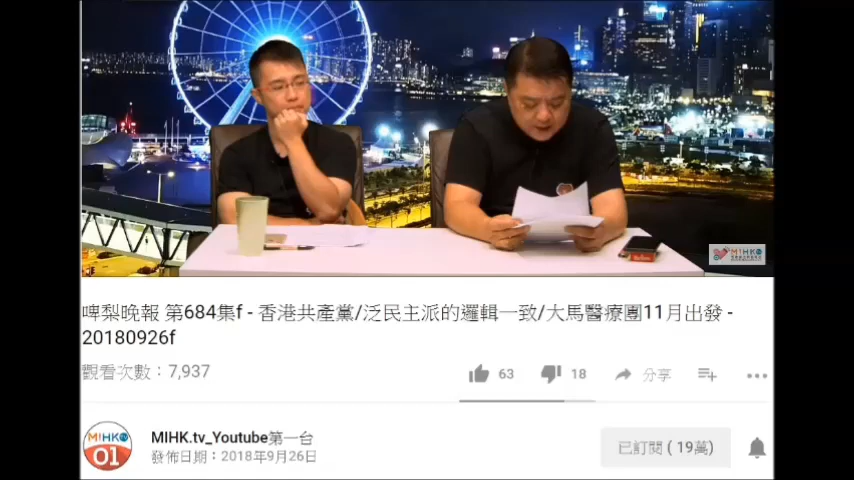 MIHK
啤梨晚報 第684集f - 香港共產黨/泛民主派的邏輯一致/大馬醫療團11月出發 -
20180926f
觀看次數：7,937
63
18
分享
MIHK
01
MIHK.tv_Youtube第一台
發佈日期：2018年9月26日
已訂閱 ( 19萬)